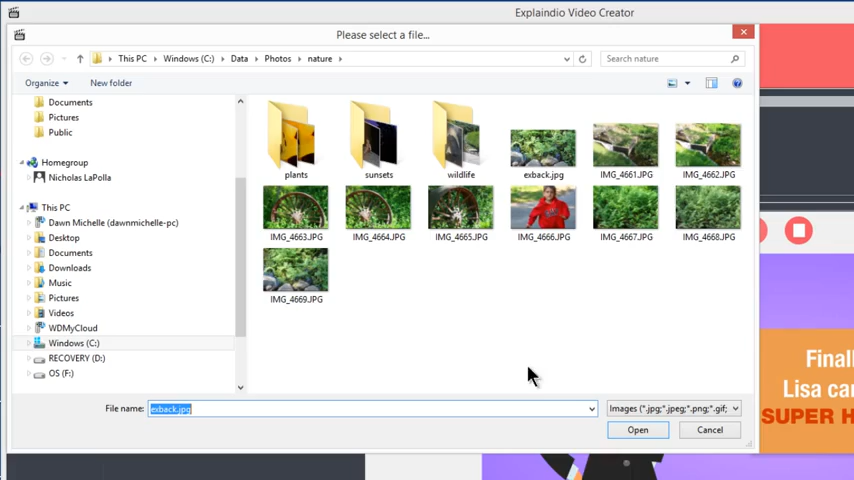 Explaindio Video Creator
Please select a file...
This PC
Windows (C:)
Data
Photos
nature
Search nature
Organize
New folder
Documents
Pictures
Public
Homegroup
Nicholas LaPolla
This PC
Dawn Michelle (dawnmichelle-pc)
Desktop
Documents
Downloads
Music
Pictures
Videos
WDMyCloud
Windows (C:)
RECOVERY (D:)
OS (F:)
plants
sunsets
wildlife
exback.jpg
IMG_4661.JPG
IMG_4662.JPG
IMG_4663.JPG
IMG_4664.JPG
IMG_4665.JPG
IMG_4666.JPG
IMG_4667.JPG
IMG_4668.JPG
IMG_4669.JPG
File name:
exback.jpg
Images (*.jpg;*.jpeg;*.png;*.gif;
Open
Cancel
Finall
Lisa ca
SUPER H